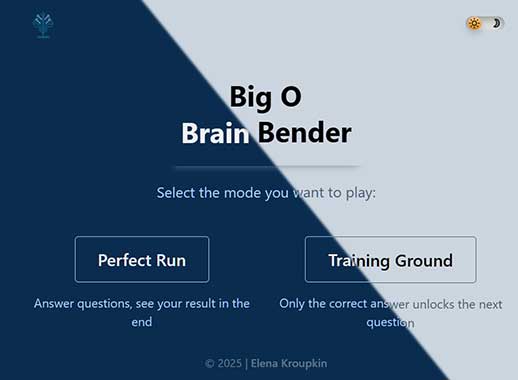 Big O
Brain Bender
Select the mode you want to play:
Perfect Run
Training Ground
Answer questions, see your result in the
end
Only the correct answer unlocks the next
question
© 2025 | Elena Kroupkin